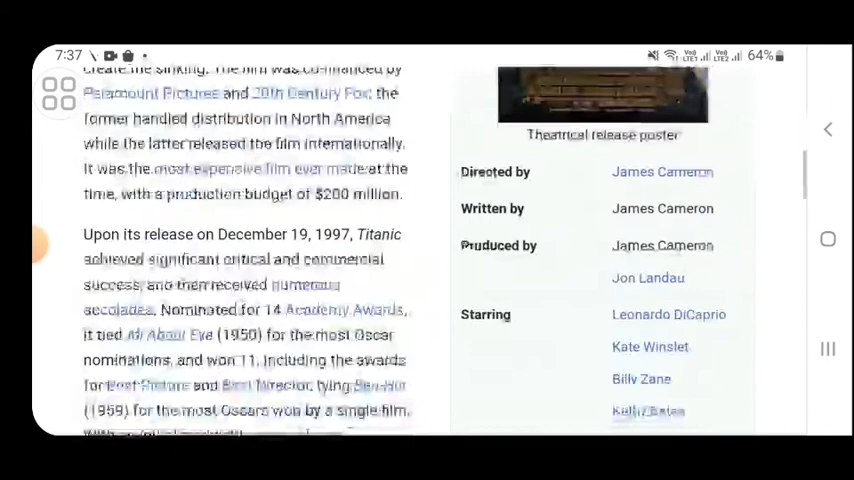 7:37
64%
create the sinking. The film was co-financed by
Paramount Pictures and 20th Century Fox; the
former handled distribution in North America
while the latter released the film internationally.
It was the most expensive film ever made at the
time, with a production budget of $200 million.
Upon its release on December 19, 1997, Titanic
achieved significant critical and commercial
success, and then received numerous
accolades. Nominated for 14 Academy Awards,
it tied All About Eve (1950) for the most Oscar
nominations, and won 11, including the awards
for Best Picture and Best Director, tying Ben-Hur
(1959) for the most Oscars won by a single film.
Theatrical release poster
Directed by James Cameron
Written by James Cameron
Produced by James Cameron
Jon Landau
Starring Leonardo DiCaprio
Kate Winslet
Billy Zane
Kathy Bates